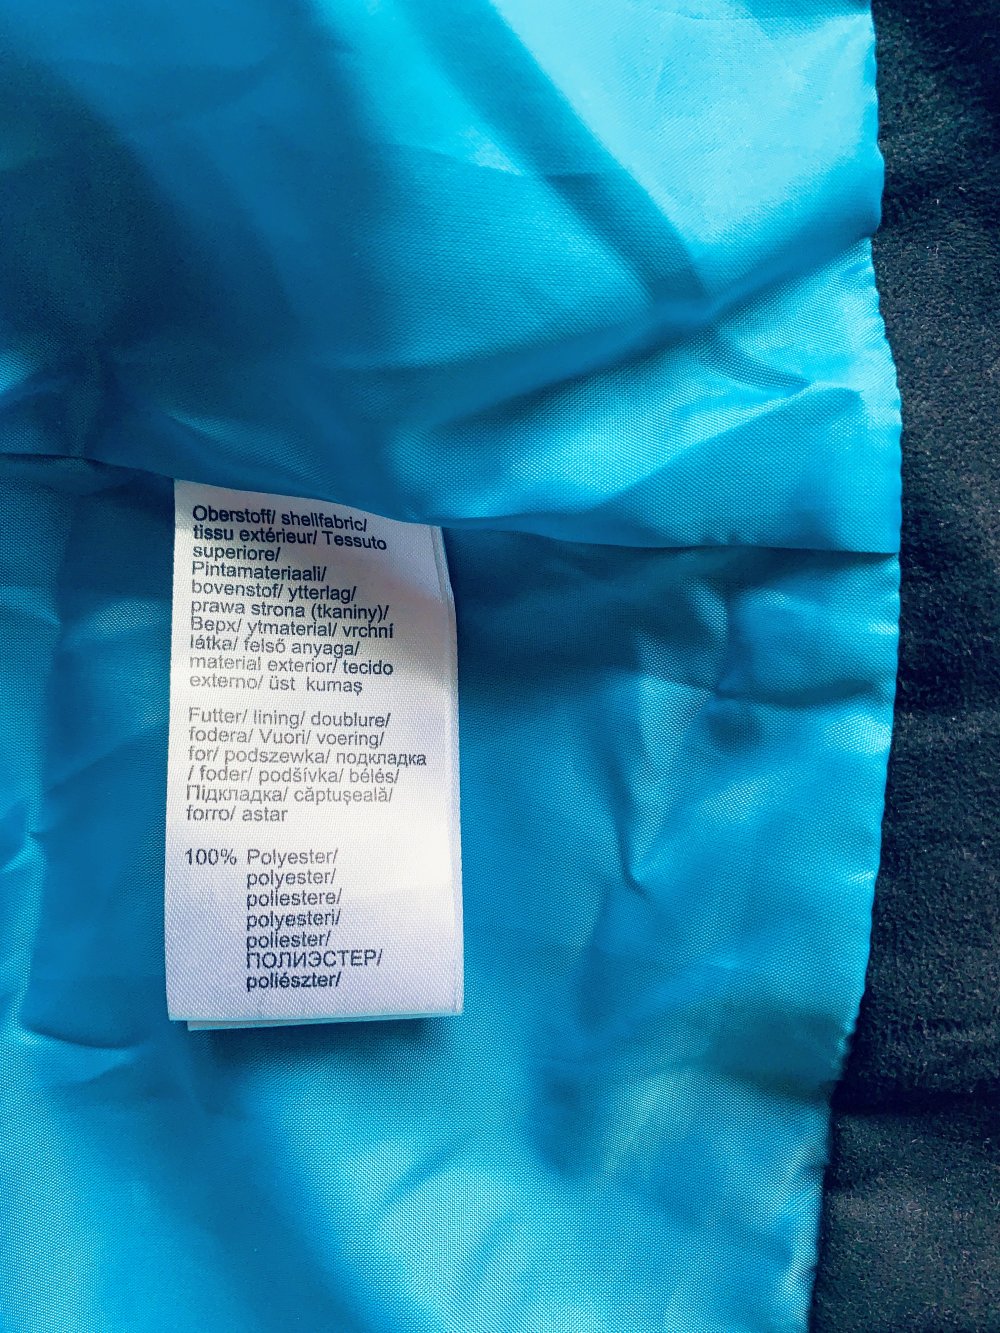 Oberstoff/ shellfabric/
tissu extérieur/ Tessuto
superiore/
Pintamateriaali/
bovenstof/ ytterlag/
prawa strona (tkaniny)/
Верх/ ytmaterial/ vrchní
látka/ felső anyaga/
material exterior/ tecido
externo/ üst kumaş
Futter/ lining/ doublure/
fodera/ Vuori/ voering/
for/ podszewka/ подкладка
/ foder/ podšívka/ bélés/
Підкладка/ căptuşeală/
forro/ astar
100% Polyester/
polyester/
poliestere/
polyesteri/
poliester/
ПОЛИЭСТЕР/
poliészter/